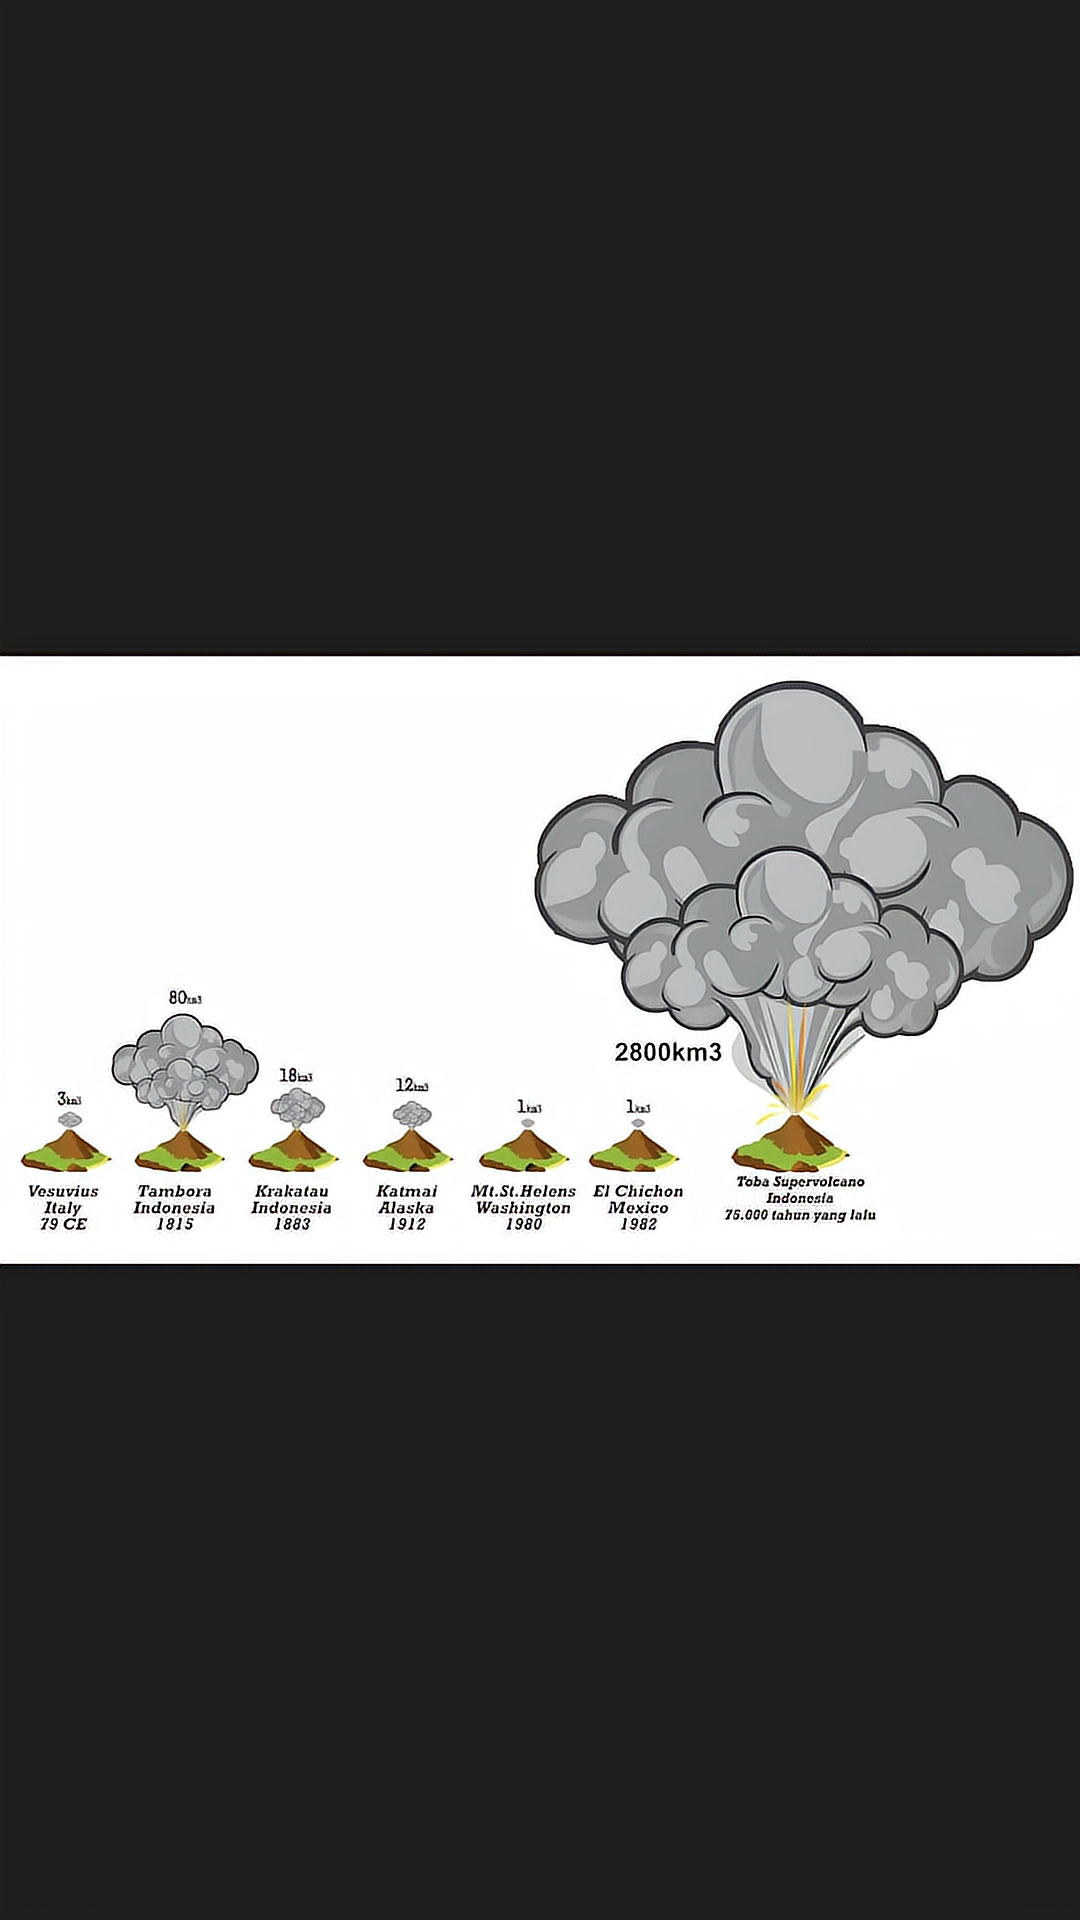 80km3
18km3
12km3
3km3
1km3
1km3
2800km3
Vesuvius
Italy
79 CE
Tambora
Indonesia
1815
Krakatau
Indonesia
1883
Katmai
Alaska
1912
Mt.St.Helens
Washington
1980
El Chichon
Mexico
1982
Toba Supervolcano
Indonesia
75.000 tahun yang lalu